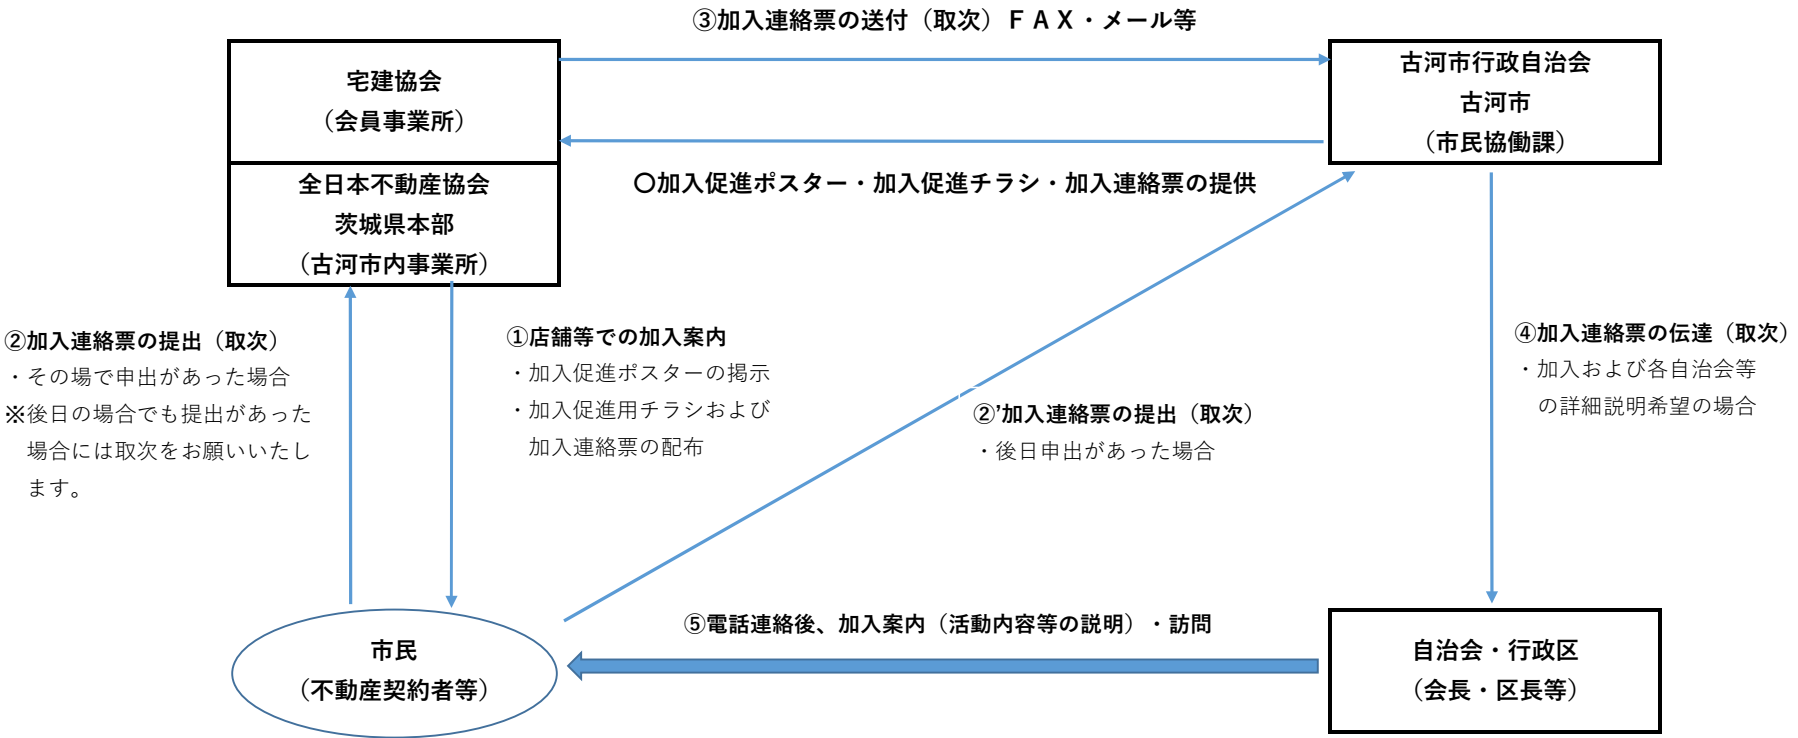 ③加入連絡票の送付（取次）ＦＡＸ・メール等
宅建協会
（会員事業所）
全日本不動産協会
茨城県本部
（古河市内事業所）
古河市行政自治会
古河市
（市民協働課）
〇加入促進ポスター・加入促進チラシ・加入連絡票の提供
②加入連絡票の提出（取次）
・その場で申出があった場合
※後日の場合でも提出があった
場合には取次をお願いいたし
ます。
①店舗等での加入案内
・加入促進ポスターの掲示
・加入促進用チラシおよび
加入連絡票の配布
②’加入連絡票の提出（取次）
・後日申出があった場合
④加入連絡票の伝達（取次）
・加入および各自治会等
の詳細説明希望の場合
⑤電話連絡後、加入案内（活動内容等の説明）・訪問
市民
（不動産契約者等）
自治会・行政区
（会長・区長等）